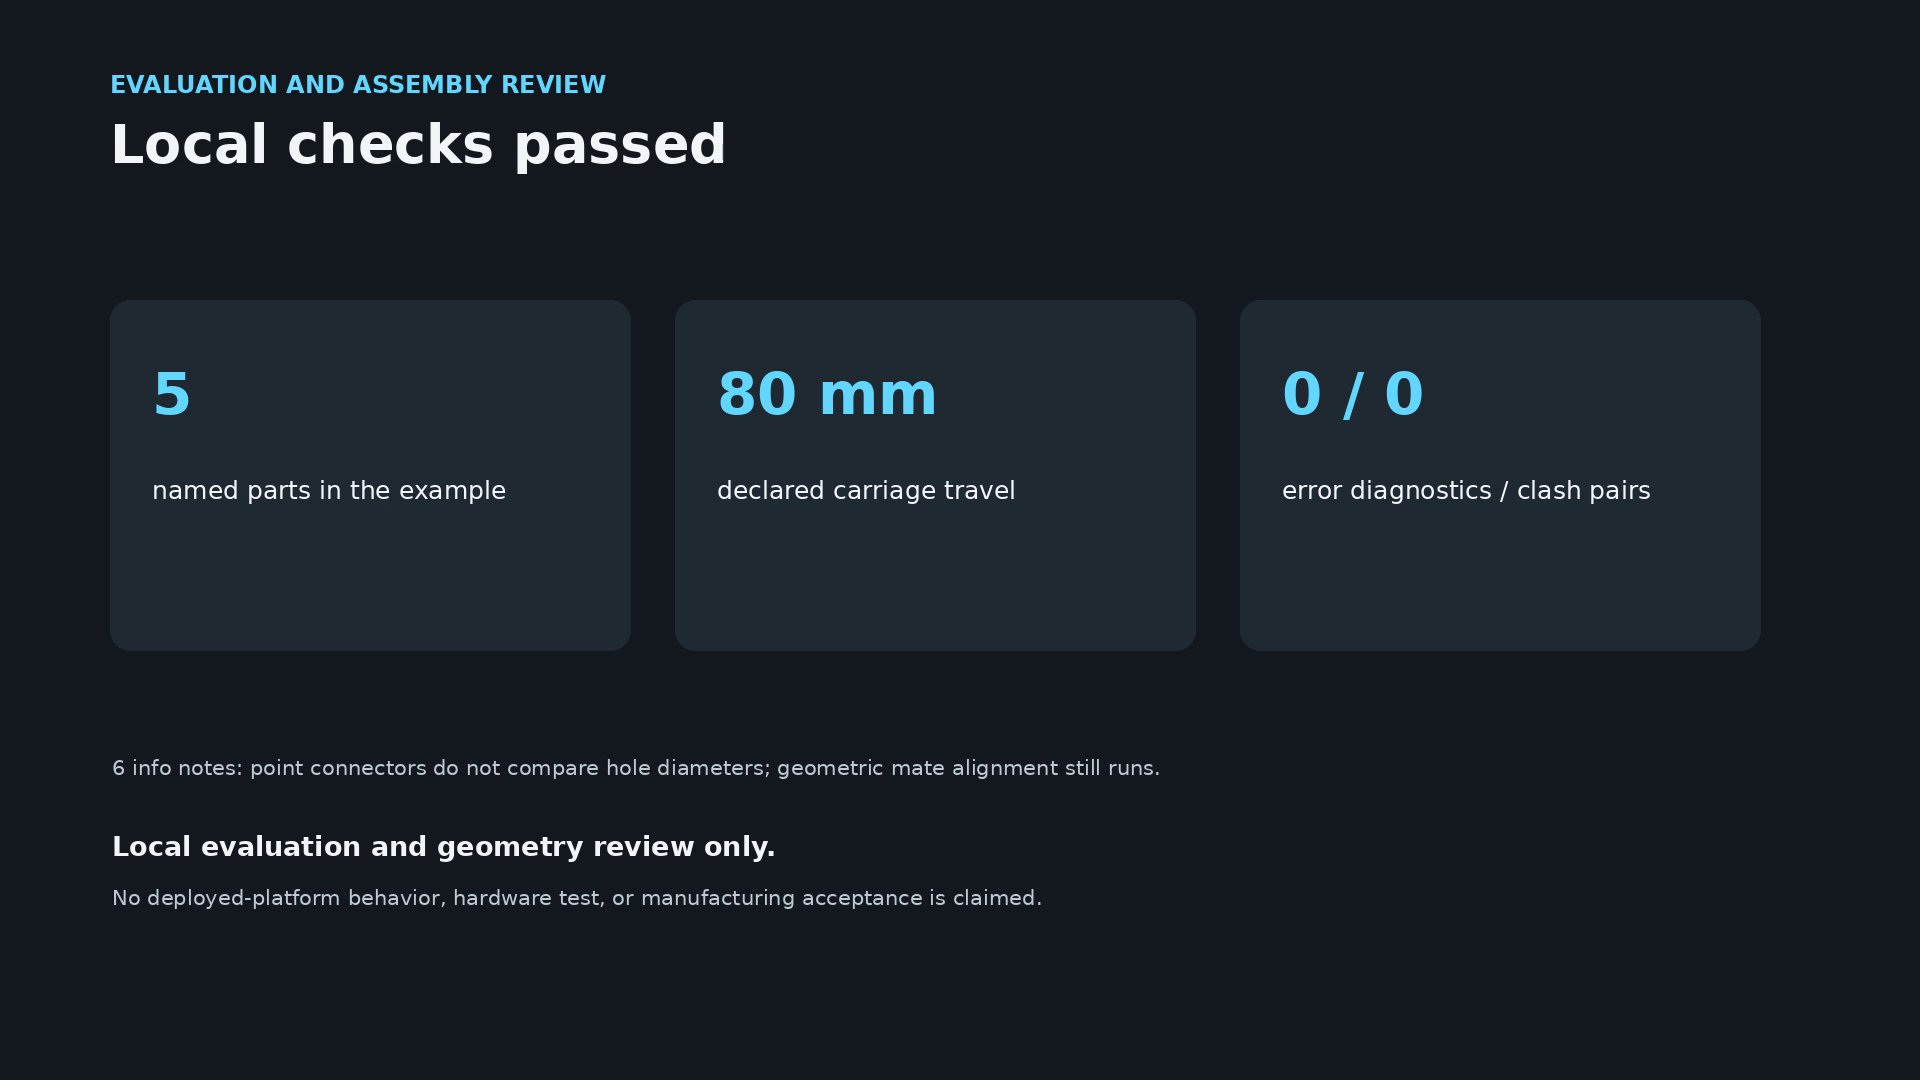 EVALUATION AND ASSEMBLY REVIEW
Local checks passed
5
named parts in the example
80 mm
declared carriage travel
0 / 0
error diagnostics / clash pairs
6 info notes: point connectors do not compare hole diameters; geometric mate alignment still runs.
Local evaluation and geometry review only.
No deployed-platform behavior, hardware test, or manufacturing acceptance is claimed.